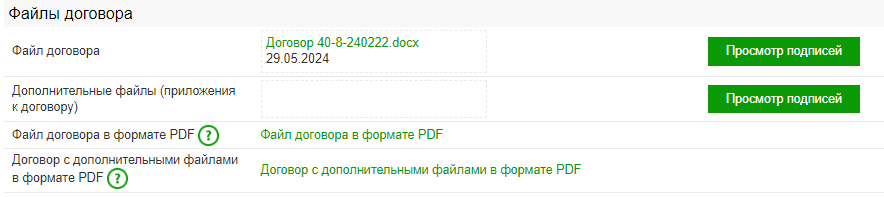 Файлы договора
Файл договора
Договор 40-8-240222.docx
29.05.2024
Просмотр подписей
Дополнительные файлы (приложения
к договору)
Просмотр подписей
Файл договора в формате PDF ?
Файл договора в формате PDF
Договор с дополнительными файлами
в формате PDF ?
Договор с дополнительными файлами в формате PDF